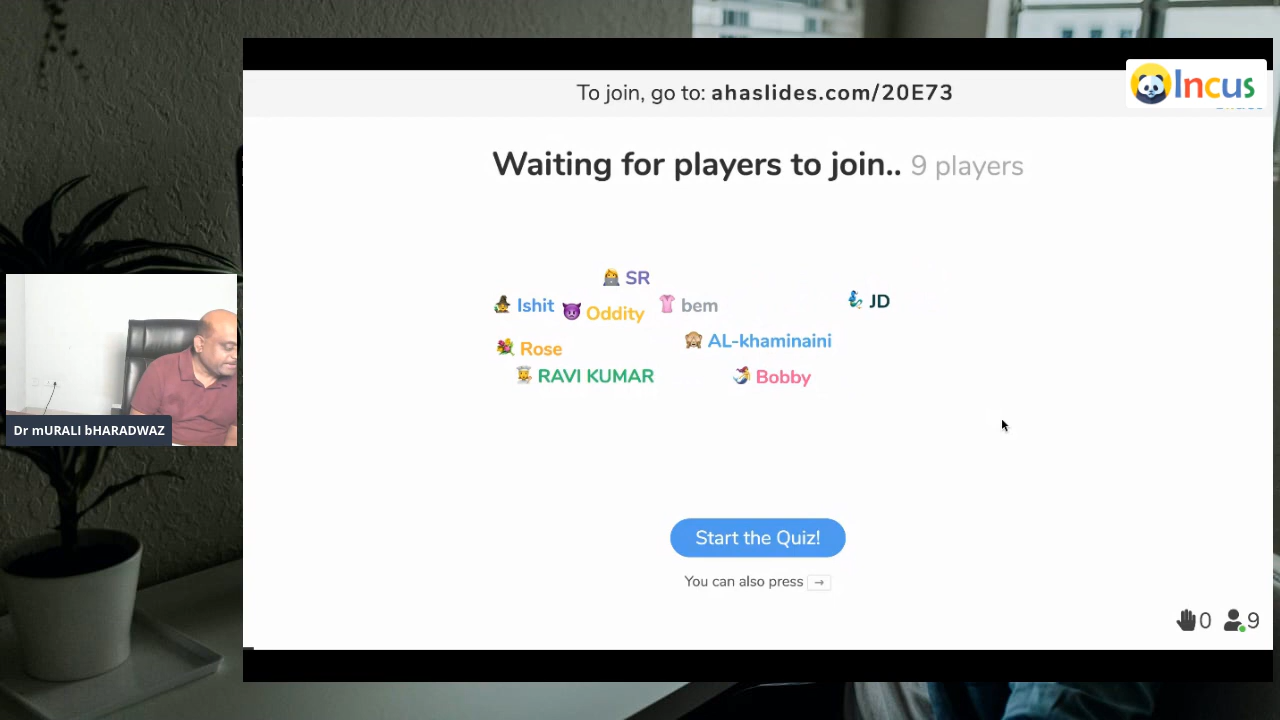 To join, go to: ahaslides.com/20E73
Incus
Waiting for players to join.. 9 players
SR
Ishit
Oddity
bem
JD
Rose
AL-khaminaini
RAVI KUMAR
Bobby
Dr mURALI bHARADWAZ
Start the Quiz!
You can also press →
0 9